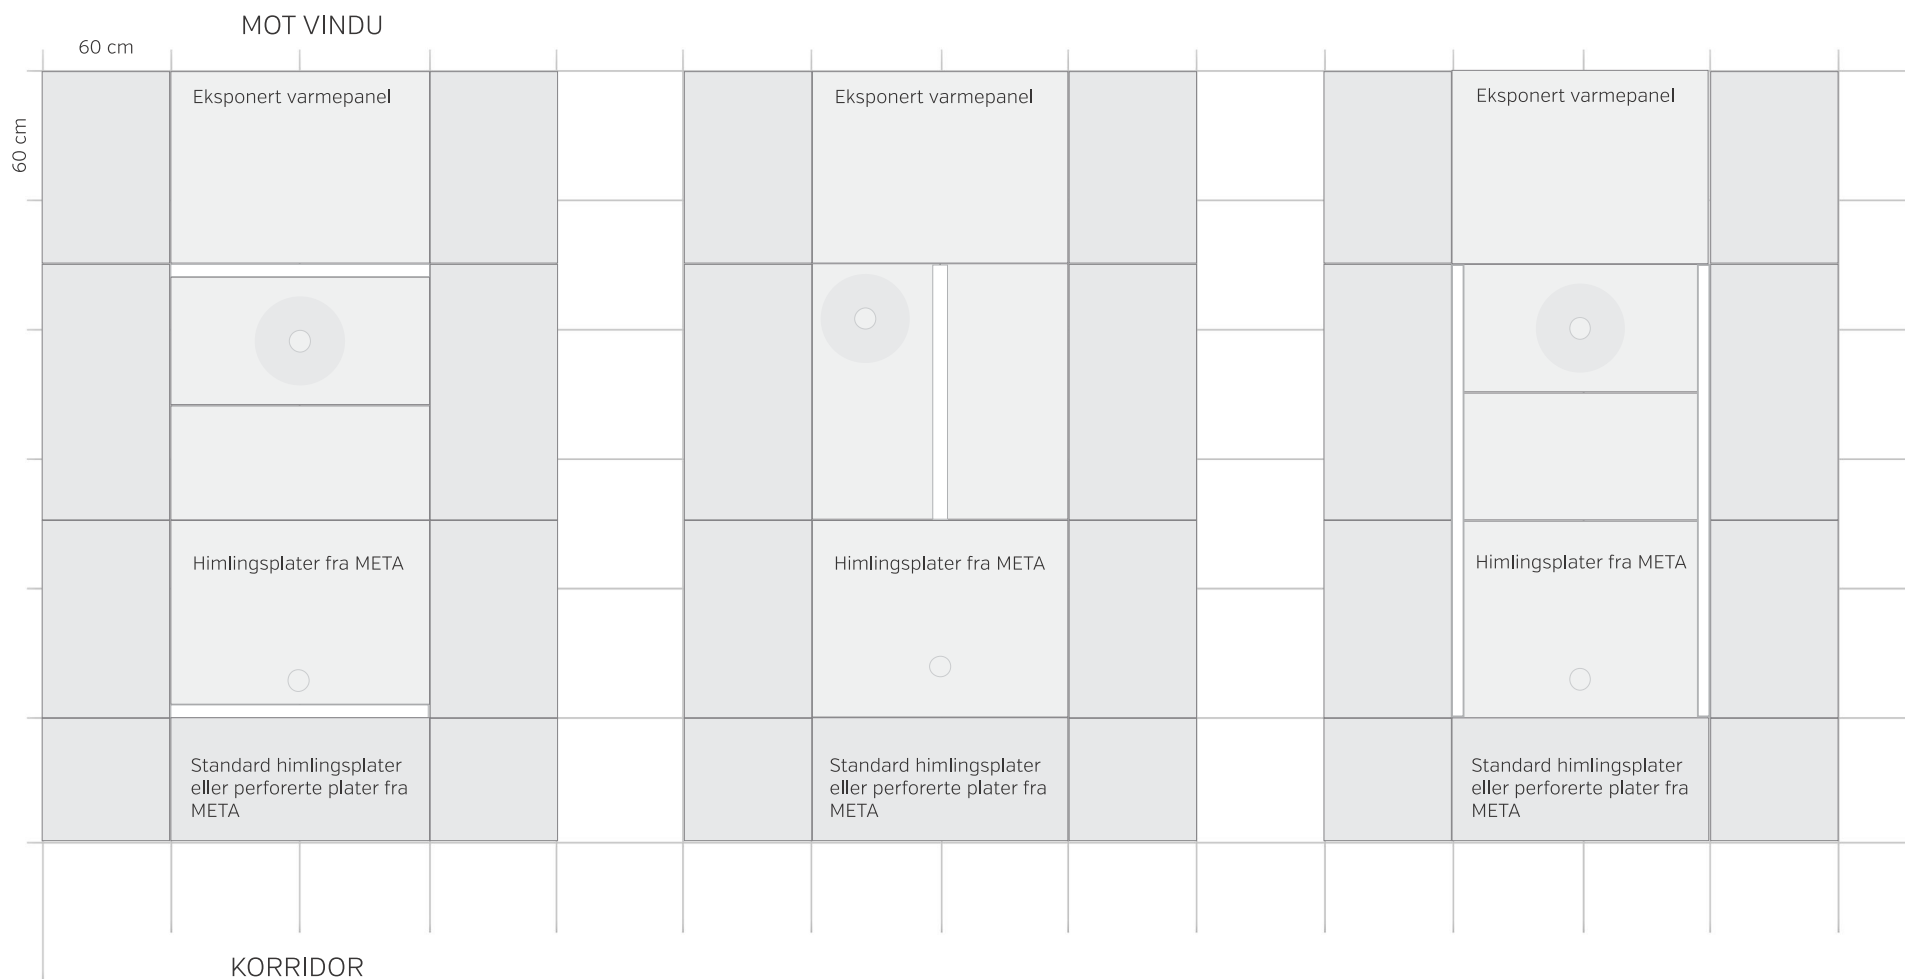 MOT VINDU
60 cm
60 cm
Eksponert varmepanel
Eksponert varmepanel
Eksponert varmepanel
Himlingsplater fra META
Himlingsplater fra META
Himlingsplater fra META
Standard himlingsplater
eller perforerte plater fra
META
Standard himlingsplater
eller perforerte plater fra
META
Standard himlingsplater
eller perforerte plater fra
META
KORRIDOR